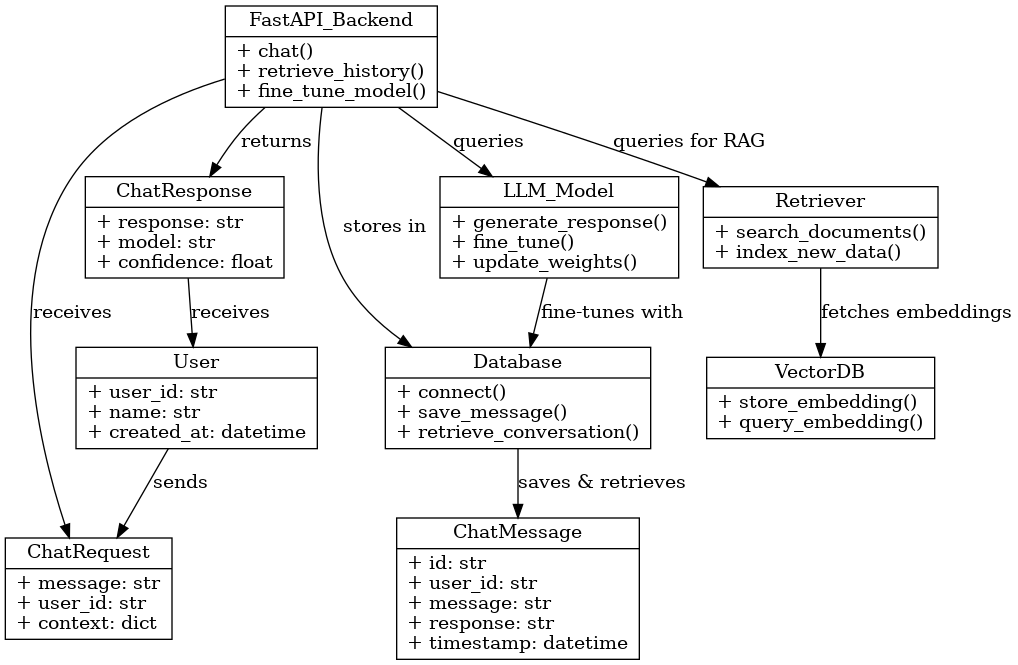 FastAPI_Backend
+ chat()
+ retrieve_history()
+ fine_tune_model()
returns
queries
queries for RAG
ChatResponse
+ response: str
+ model: str
+ confidence: float
LLM_Model
+ generate_response()
+ fine_tune()
+ update_weights()
Retriever
+ search_documents()
+ index_new_data()
stores in
receives
receives
fine-tunes with
fetches embeddings
User
+ user_id: str
+ name: str
+ created_at: datetime
Database
+ connect()
+ save_message()
+ retrieve_conversation()
VectorDB
+ store_embedding()
+ query_embedding()
sends
saves & retrieves
ChatRequest
+ message: str
+ user_id: str
+ context: dict
ChatMessage
+ id: str
+ user_id: str
+ message: str
+ response: str
+ timestamp: datetime